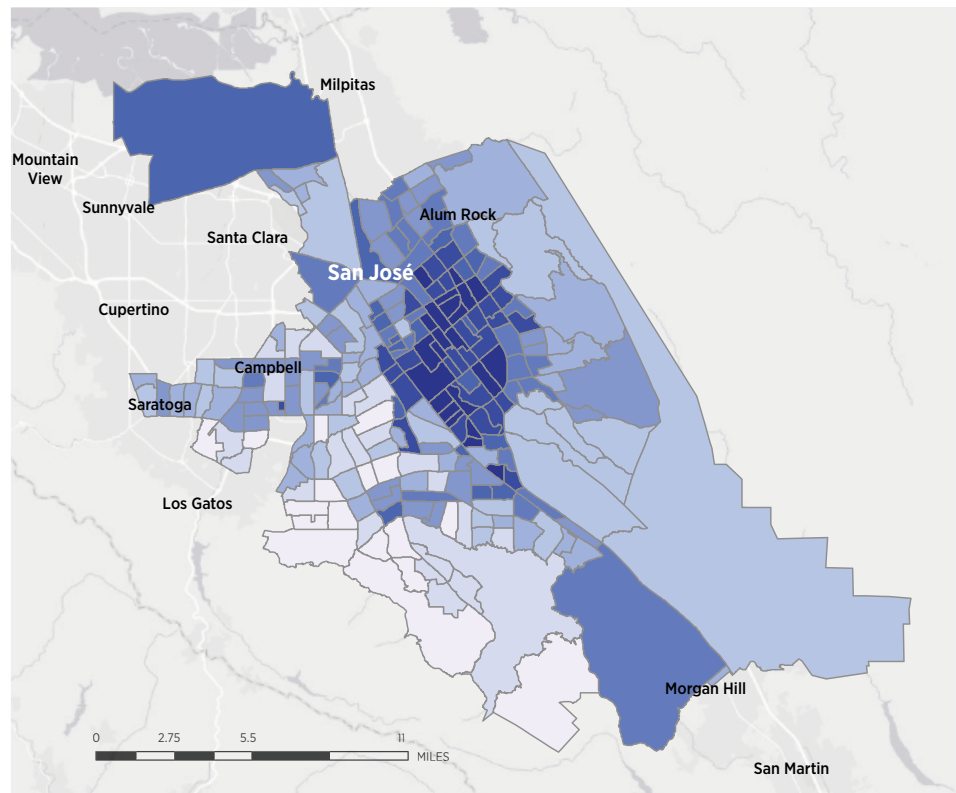 Milpitas
Mountain
View
Sunnyvale
Alum Rock
Santa Clara
San José
Cupertino
Campbell
Saratoga
Los Gatos
Morgan Hill
0 2.75 5.5 11
MILES
San Martin